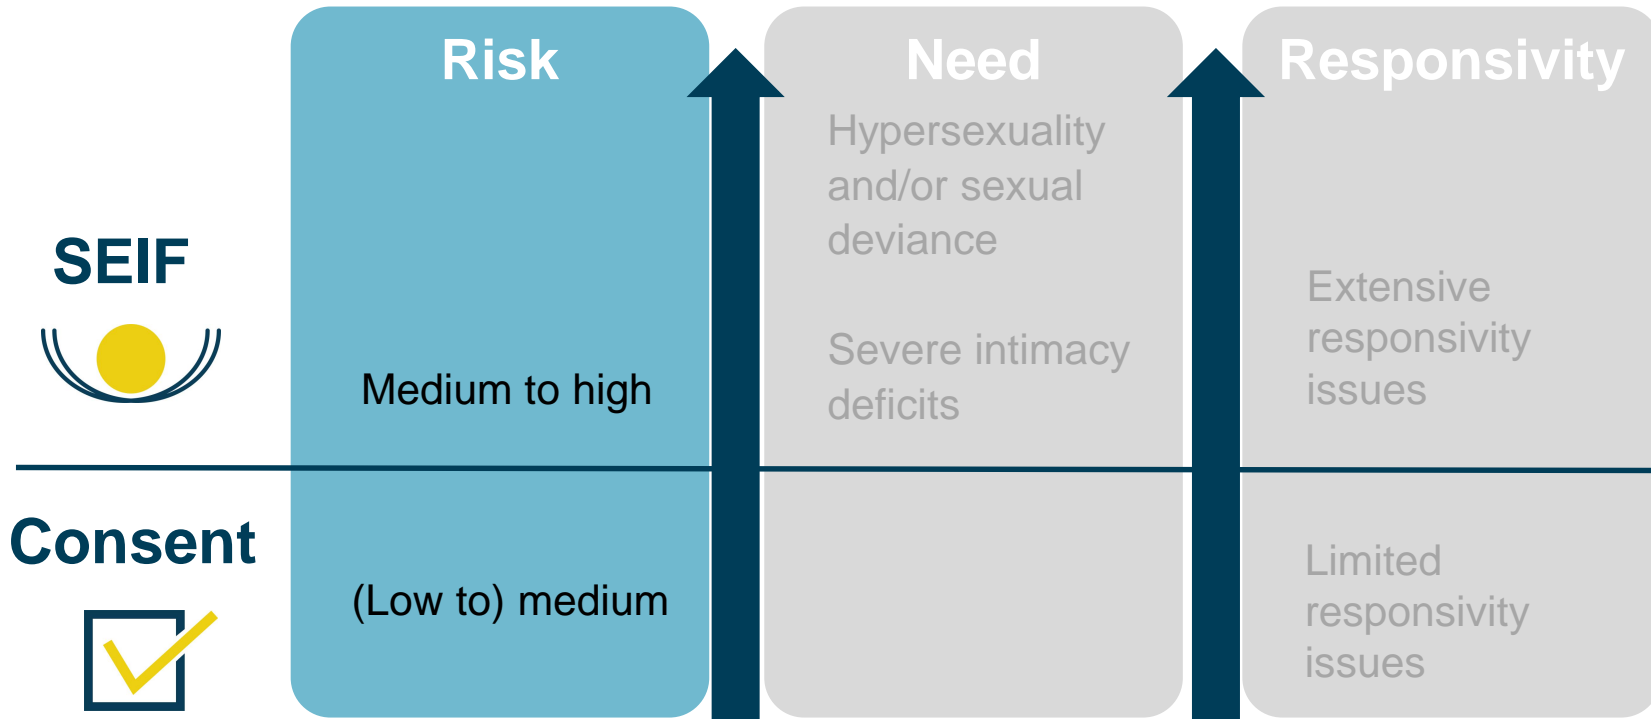 Risk
Need
Responsivity
SEIF
Medium to high
Hypersexuality
and/or sexual
deviance
Severe intimacy
deficits
Extensive
responsivity
issues
Consent
(Low to) medium
Limited
responsivity
issues